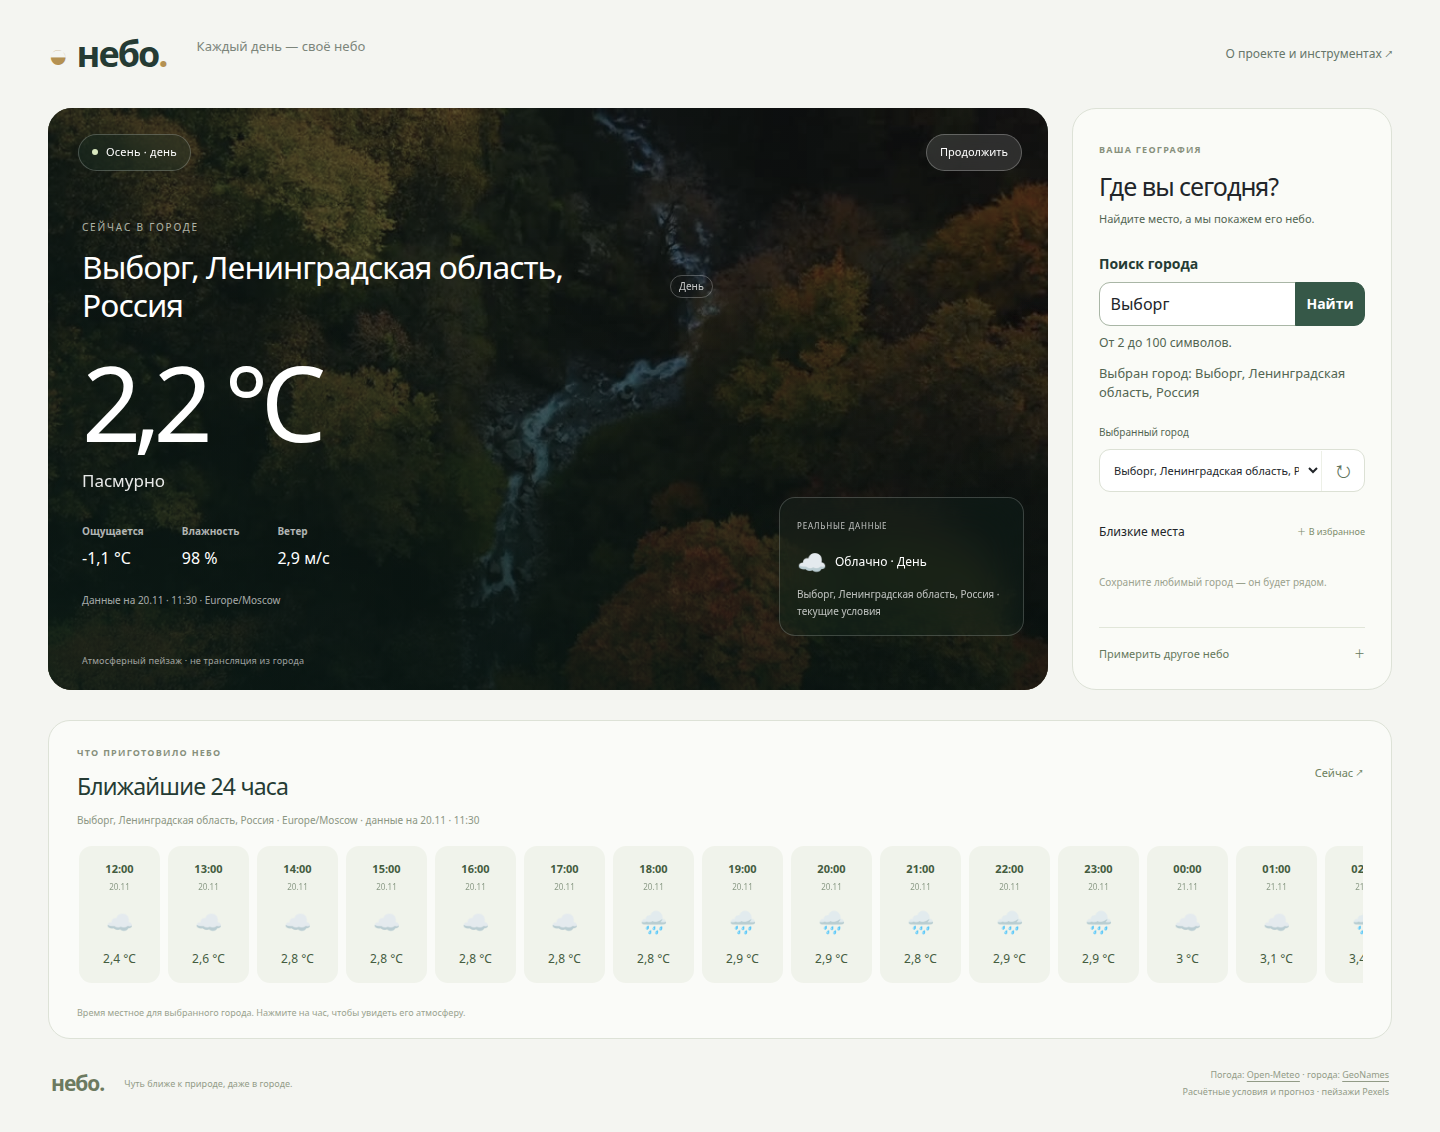 небо.
Каждый день — своё небо
О проекте и инструментах ↗
Осень · день
Продолжить
СЕЙЧАС В ГОРОДЕ
Выборг, Ленинградская область,
Россия
День
2,2 °C
Пасмурно
Ощущается
Влажность
Ветер
-1,1 °C
98 %
2,9 м/с
Данные на 20.11 · 11:30 · Europe/Moscow
Атмосферный пейзаж · не трансляция из города
РЕАЛЬНЫЕ ДАННЫЕ
Облачно · День
Выборг, Ленинградская область, Россия ·
текущие условия
ВАША ГЕОГРАФИЯ
Где вы сегодня?
Найдите место, а мы покажем его небо.
Поиск города
Выборг
Найти
От 2 до 100 символов.
Выбран город: Выборг, Ленинградская
область, Россия
Выбранный город
Выборг, Ленинградская область, Р
Близкие места
+ В избранное
Сохраните любимый город — он будет рядом.
Примерить другое небо
+
ЧТО ПРИГОТОВИЛО НЕБО
Ближайшие 24 часа
Сейчас ↗
Выборг, Ленинградская область, Россия · Europe/Moscow · данные на 20.11 · 11:30
12:00 13:00 14:00 15:00 16:00 17:00 18:00 19:00 20:00 21:00 22:00 23:00 00:00 01:00 02
20.11 20.11 20.11 20.11 20.11 20.11 20.11 20.11 20.11 20.11 20.11 20.11 21.11 21.11 21
2,4 °C 2,6 °C 2,8 °C 2,8 °C 2,8 °C 2,8 °C 2,8 °C 2,9 °C 2,9 °C 2,8 °C 2,9 °C 2,9 °C 3 °C 3,1 °C 3,4
Время местное для выбранного города. Нажмите на час, чтобы увидеть его атмосферу.
небо.
Чуть ближе к природе, даже в городе.
Погода: Open-Meteo · города: GeoNames
Расчётные условия и прогноз · пейзажи Pexels